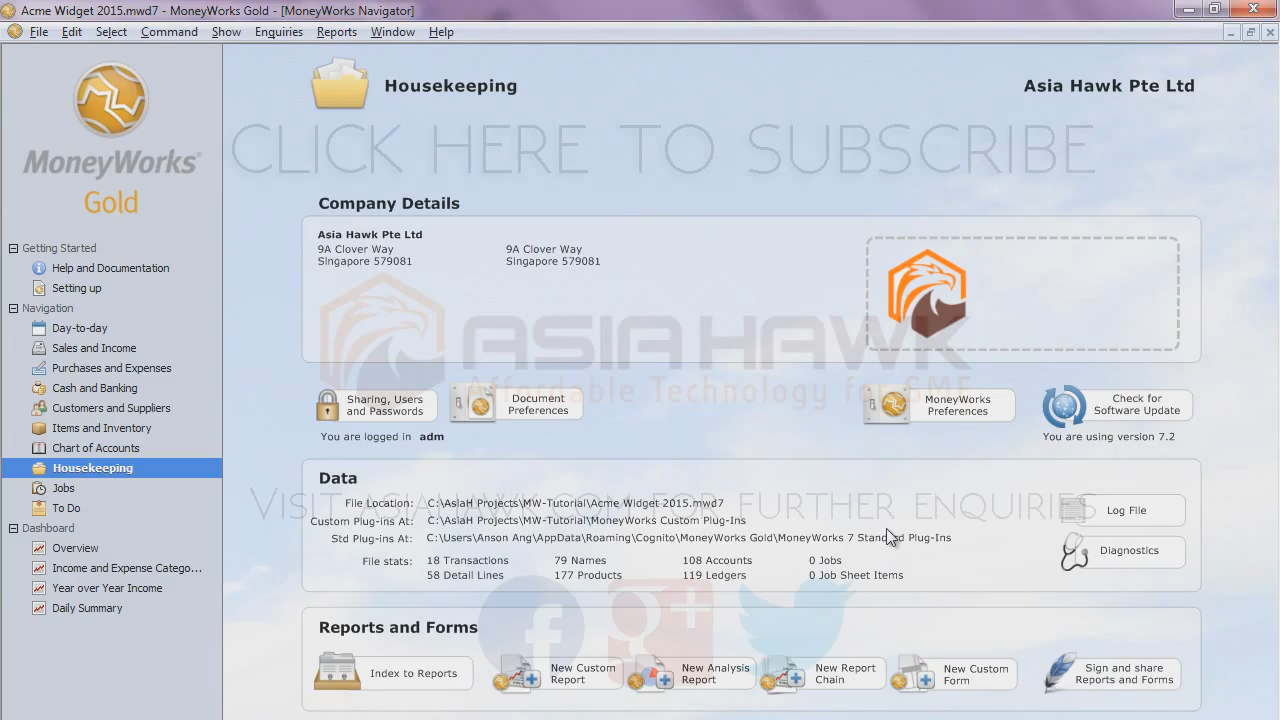 Acme Widget 2015.mwd7 - MoneyWorks Gold - [MoneyWorks Navigator]
File Edit Select Command Show Enquiries Reports Window Help
MoneyWorks
Gold
Getting Started
Help and Documentation
Setting up
Navigation
Day-to-day
Sales and Income
Purchases and Expenses
Cash and Banking
Customers and Suppliers
Items and Inventory
Chart of Accounts
Housekeeping
Jobs
To Do
Dashboard
Overview
Income and Expense Catego...
Year over Year Income
Daily Summary
Housekeeping
Asia Hawk Pte Ltd
CLICK HERE TO SUBSCRIBE
Company Details
Asia Hawk Pte Ltd
9A Clover Way 9A Clover Way
Singapore 579081 Singapore 579081
ASIA HAWK
Affordable Technology for SME
Sharing, Users
and Passwords
Document
Preferences
MoneyWorks
Preferences
Check for
Software Update
You are logged in adm
You are using version 7.2
Data
File Location: C:\AsiaH Projects\MW-Tutorial\Acme Widget 2015.mwd7
VISIT ASIAHAWK.COM FOR FURTHER ENQUIRIES
Custom Plug-ins At: C:\AsiaH Projects\MW-Tutorial\MoneyWorks Custom Plug-Ins
Std Plug-ins At: C:\Users\Anson Ang\AppData\Roaming\Cognito\MoneyWorks Gold\MoneyWorks 7 Standard Plug-Ins
File stats: 18 Transactions 79 Names 108 Accounts 0 Jobs
58 Detail Lines 177 Products 119 Ledgers 0 Job Sheet Items
Log File
Diagnostics
Reports and Forms
Index to Reports
New Custom
Report
New Analysis
Report
New Report
Chain
New Custom
Form
Sign and share
Reports and Forms